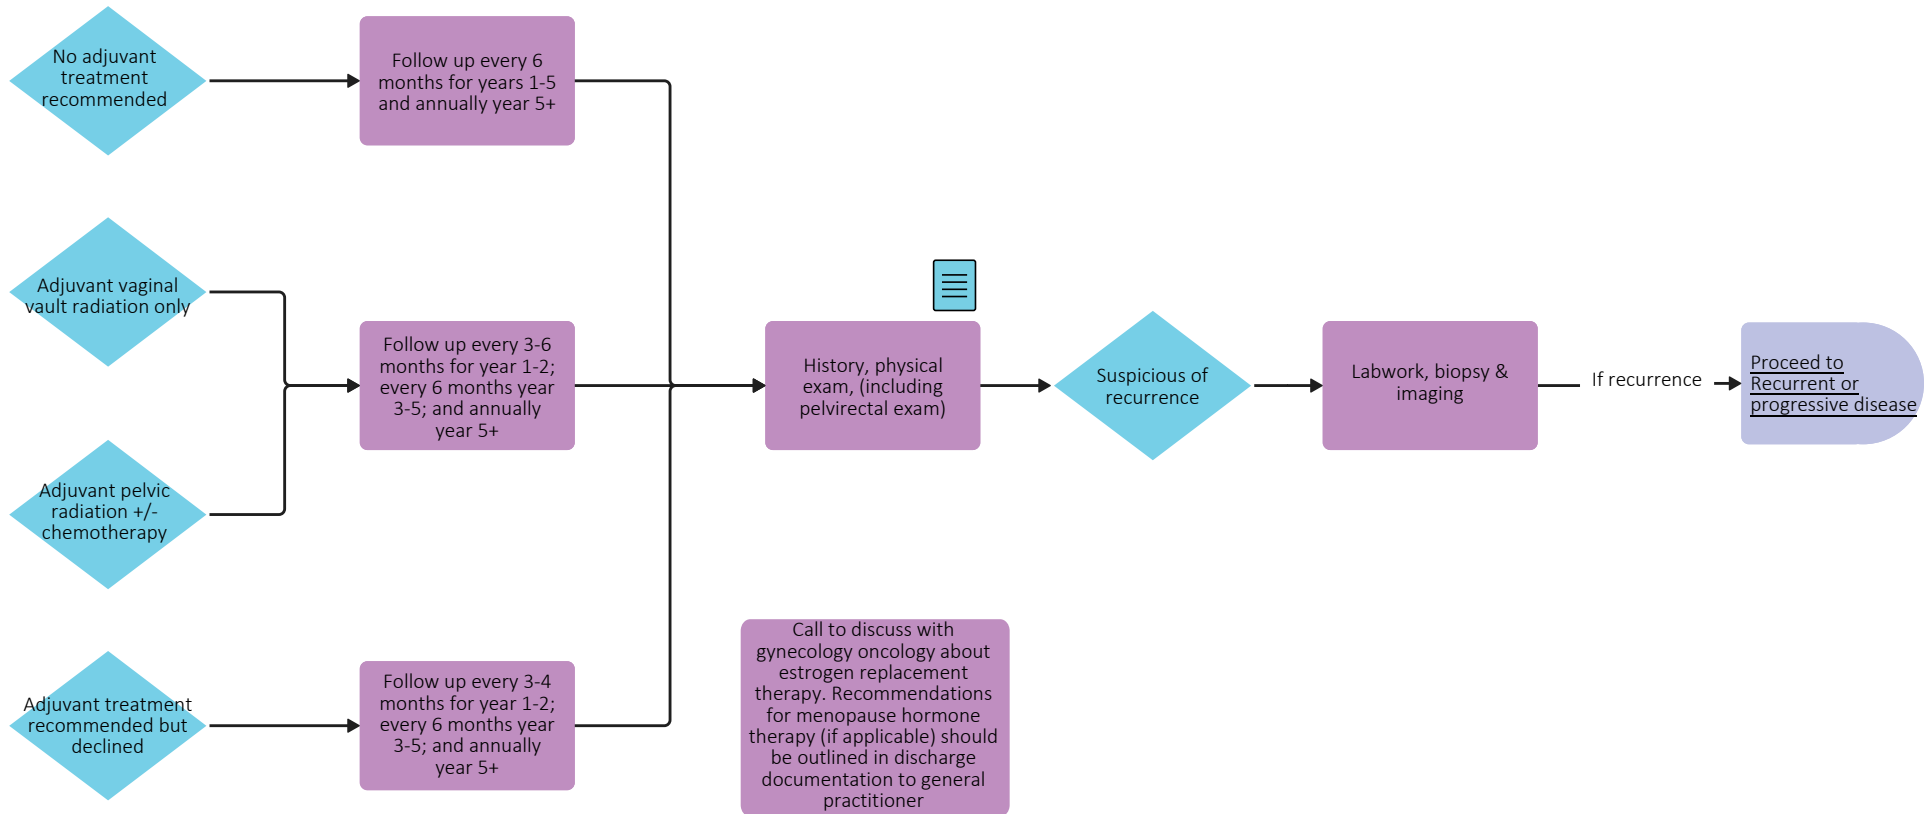 No adjuvant
treatment
recommended
Follow up every 6
months for years 1-5
and annually year 5+
Adjuvant vaginal
vault radiation only
Follow up every 3-6
months for year 1-2;
every 6 months year
3-5; and annually
year 5+
Adjuvant pelvic
radiation +/-
chemotherapy
Adjuvant treatment
recommended but
declined
Follow up every 3-4
months for year 1-2;
every 6 months year
3-5; and annually
year 5+
History, physical
exam, (including
pelvirectal exam)
Suspicious of
recurrence
Labwork, biopsy &
imaging
If recurrence
Proceed to
Recurrent or
progressive disease
Call to discuss with
gynecology oncology about
estrogen replacement
therapy. Recommendations
for menopause hormone
therapy (if applicable) should
be outlined in discharge
documentation to general
practitioner